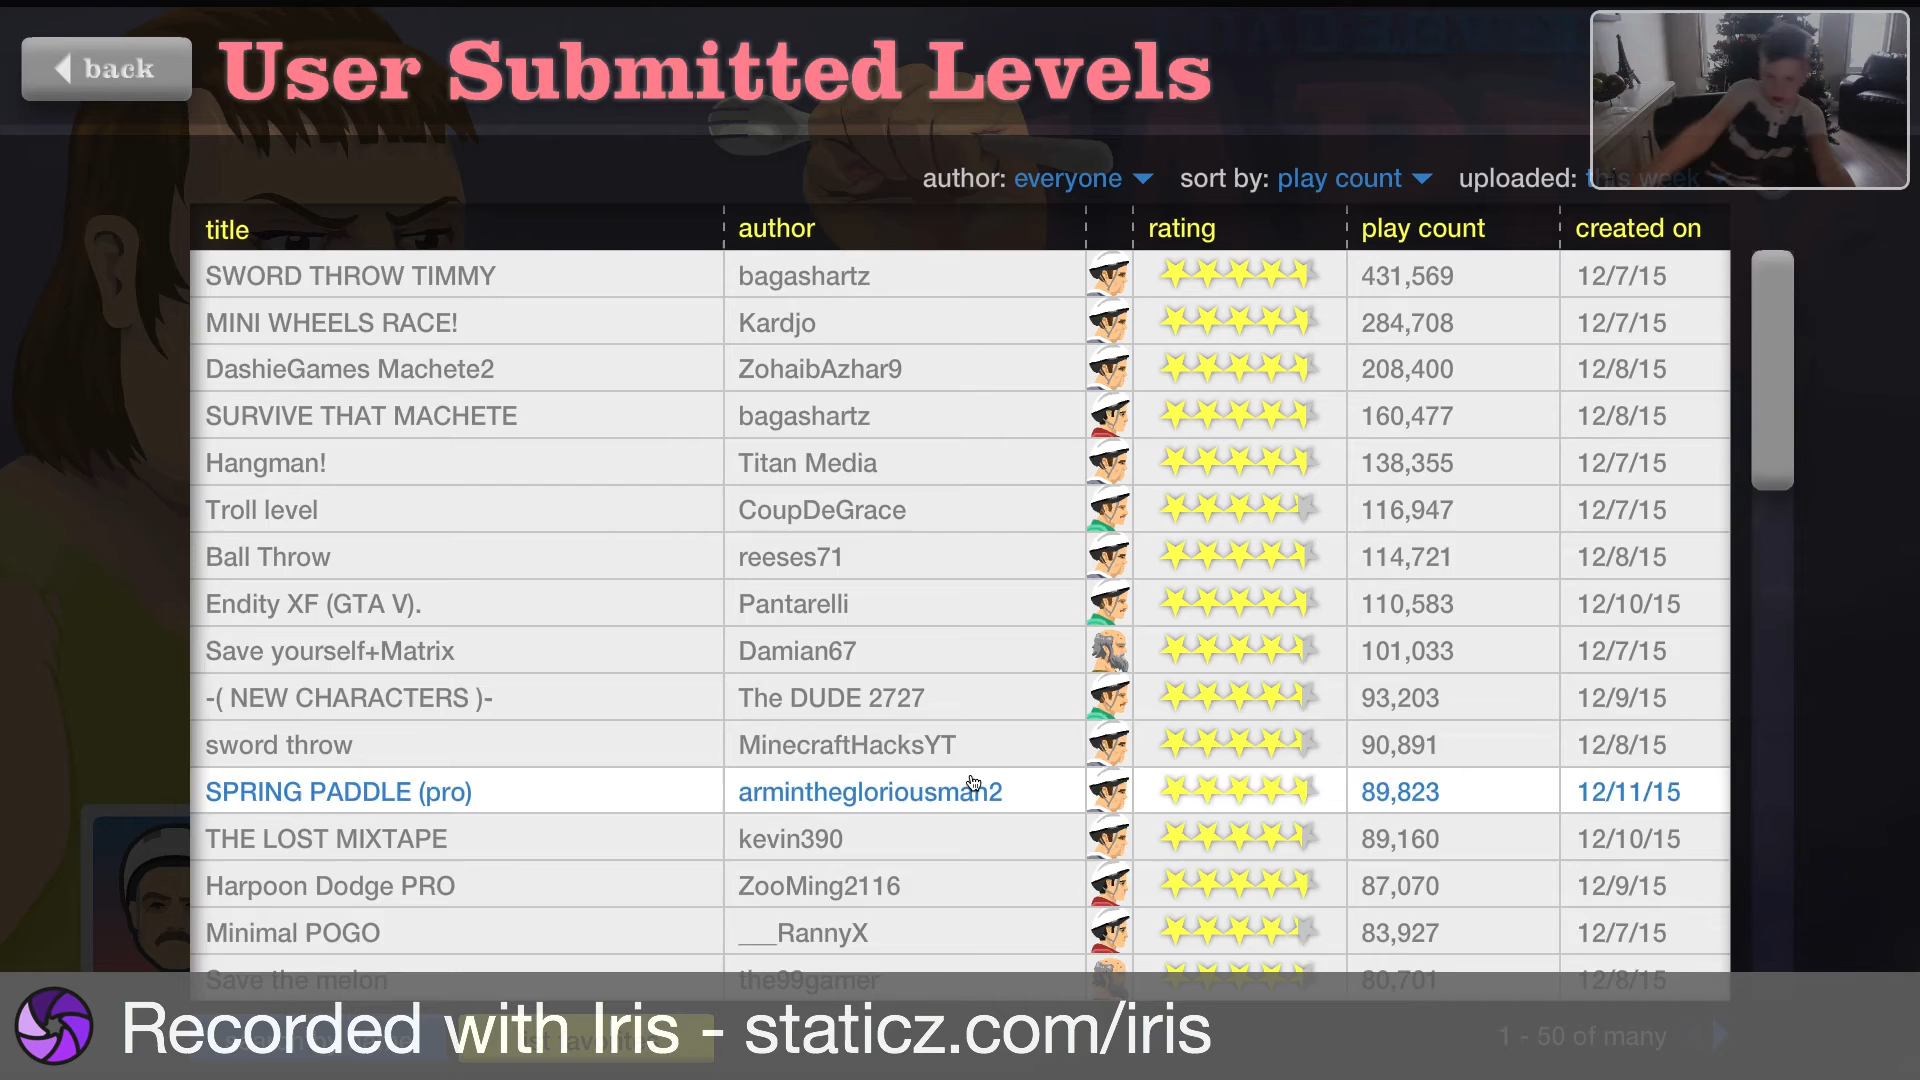 back
User Submitted Levels
author: everyone sort by: play count uploaded: this week
title author rating play count created on
SWORD THROW TIMMY bagashartz 431,569 12/7/15
MINI WHEELS RACE! Kardjo 284,708 12/7/15
DashieGames Machete2 ZohaibAzhar9 208,400 12/8/15
SURVIVE THAT MACHETE bagashartz 160,477 12/8/15
Hangman! Titan Media 138,355 12/7/15
Troll level CoupDeGrace 116,947 12/7/15
Ball Throw reeses71 114,721 12/8/15
Endity XF (GTA V). Pantarelli 110,583 12/10/15
Save yourself+Matrix Damian67 101,033 12/7/15
-( NEW CHARACTERS )- The DUDE 2727 93,203 12/9/15
sword throw MinecraftHacksYT 90,891 12/8/15
SPRING PADDLE (pro) arminthegloriousman2 89,823 12/11/15
THE LOST MIXTAPE kevin390 89,160 12/10/15
Harpoon Dodge PRO ZooMing2116 87,070 12/9/15
Minimal POGO ___RannyX 83,927 12/7/15
Save the melon the99gamer 80,701 12/8/15
Recorded with Iris - staticz.com/iris
1 - 50 of many